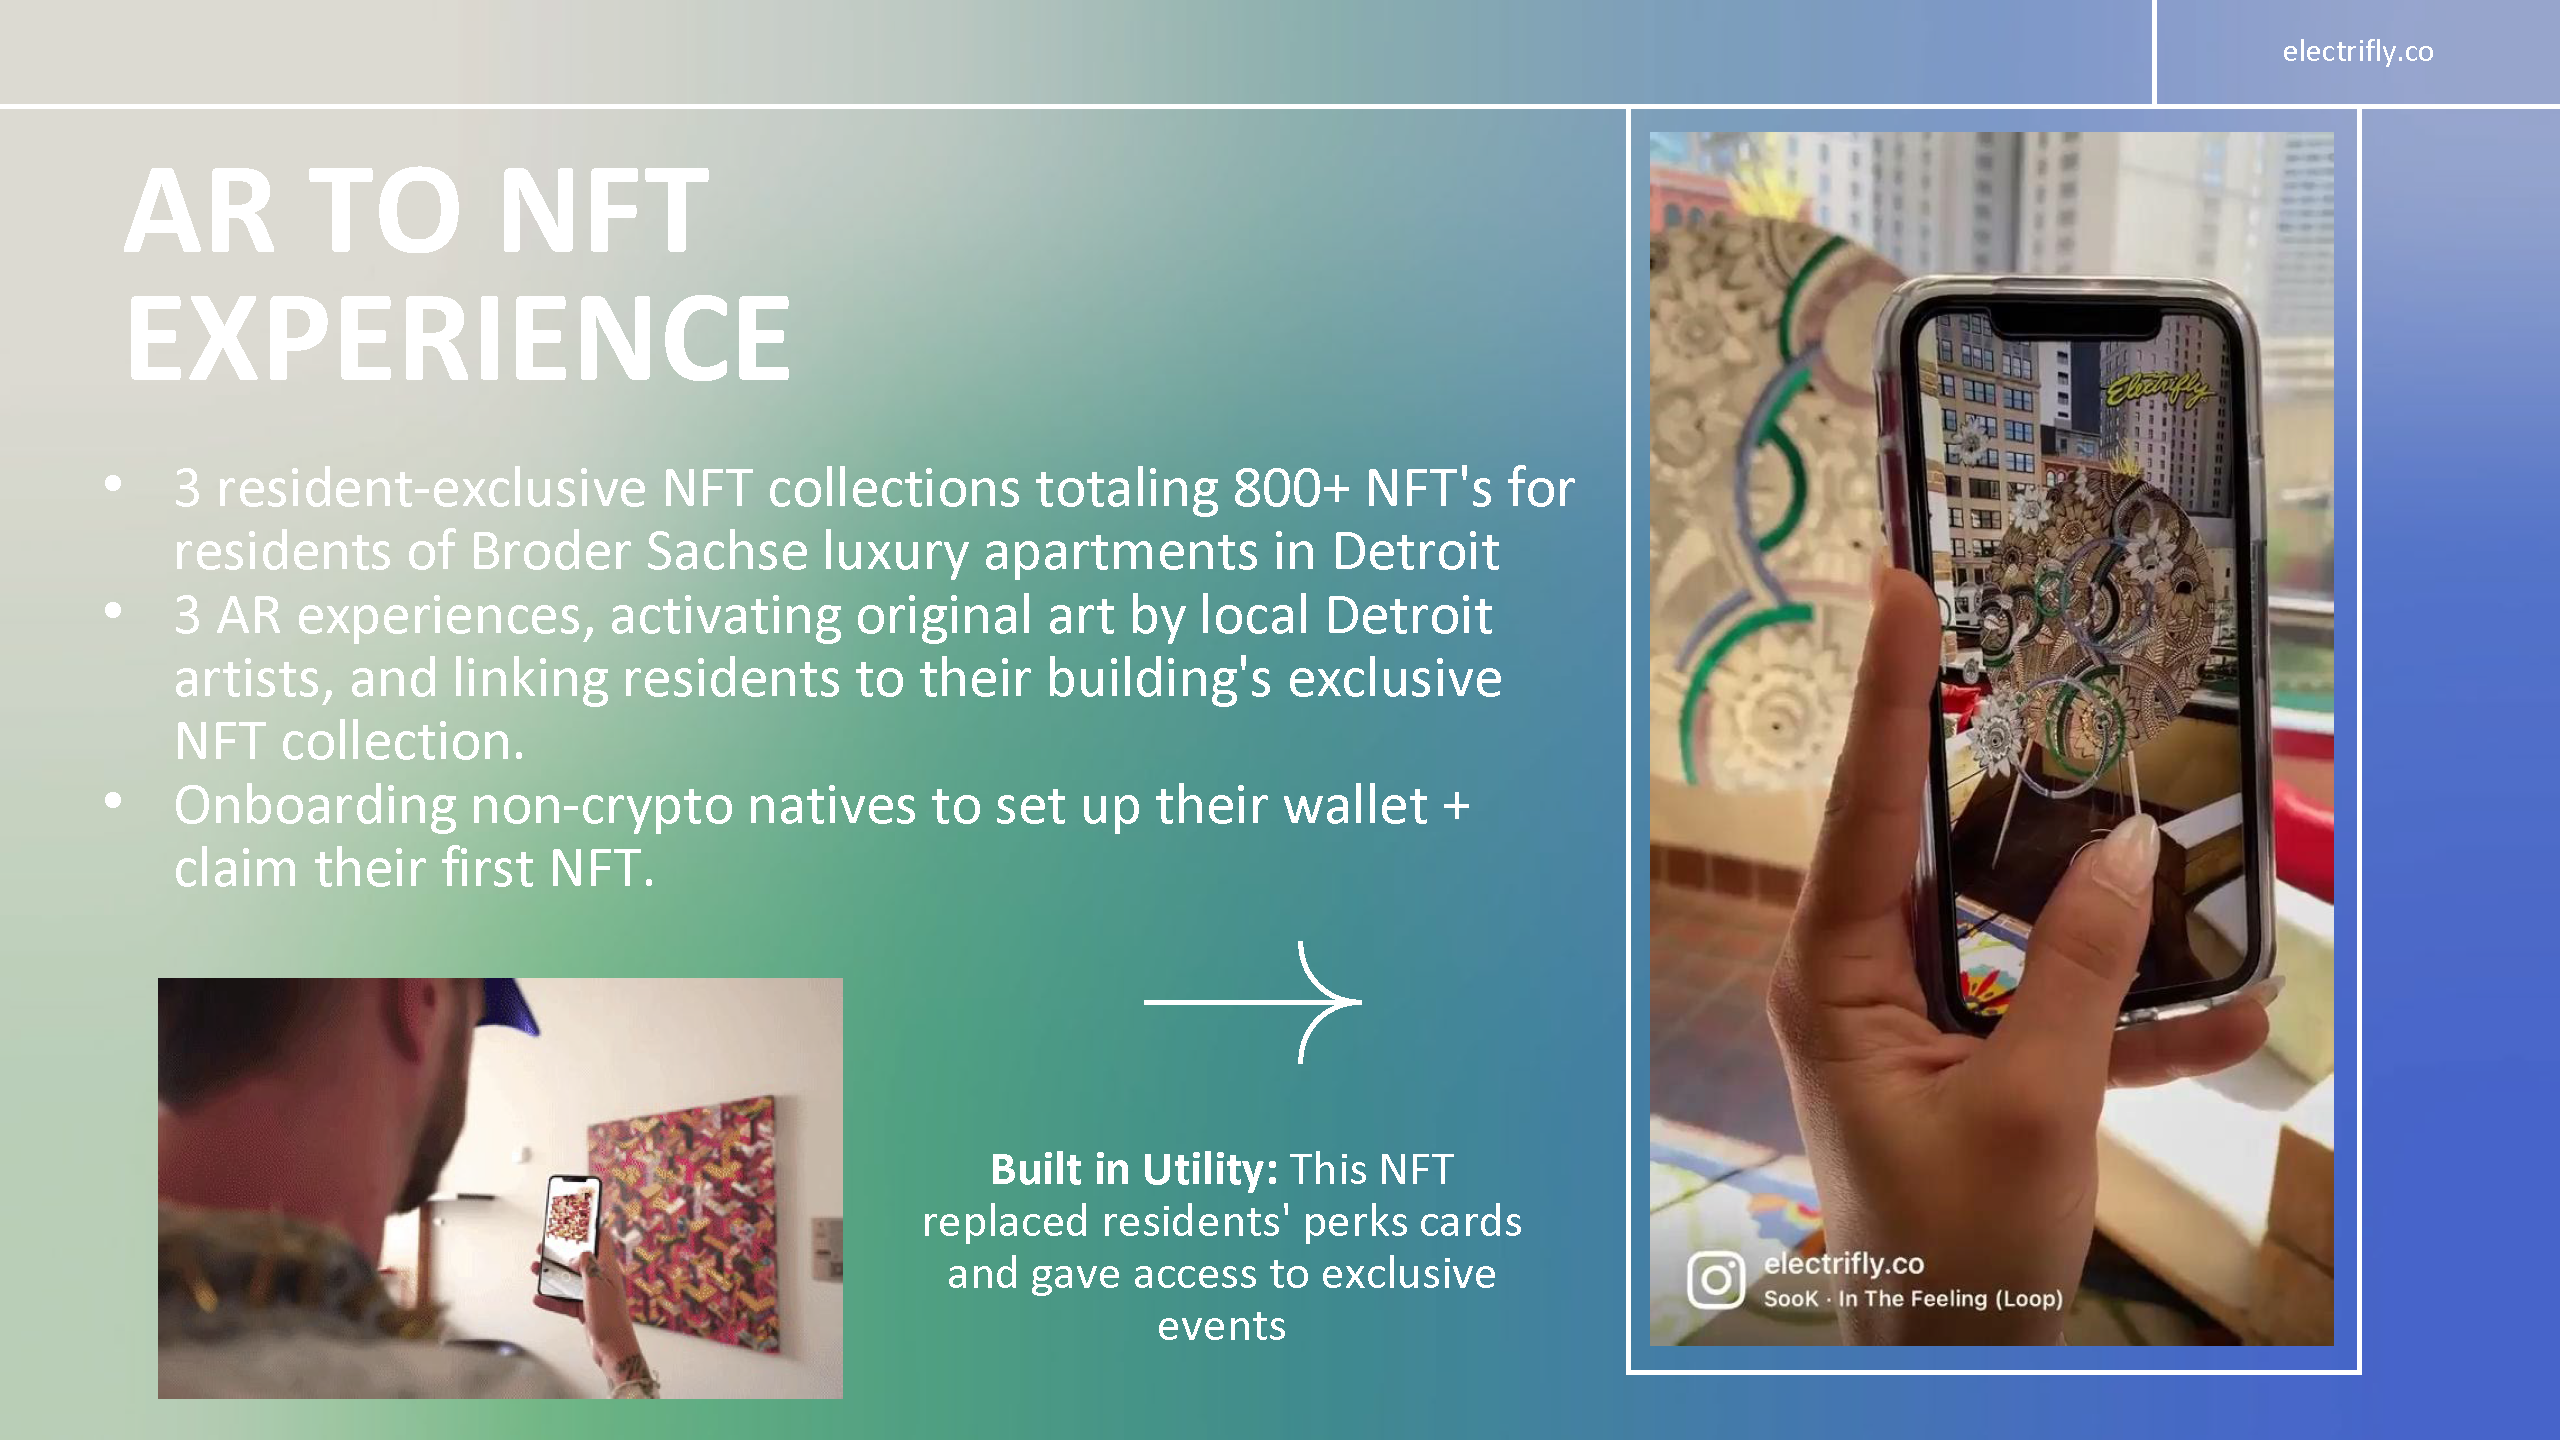 electrifly.co
AR TO NFT
EXPERIENCE
• 3 resident-exclusive NFT collections totaling 800+ NFT's for
residents of Broder Sachse luxury apartments in Detroit
• 3 AR experiences, activating original art by local Detroit
artists, and linking residents to their building's exclusive
NFT collection.
• Onboarding non-crypto natives to set up their wallet +
claim their first NFT.
Built in Utility: This NFT
replaced residents' perks cards
and gave access to exclusive
events
Electrifly
electrifly.co
SooK · In The Feeling (Loop)